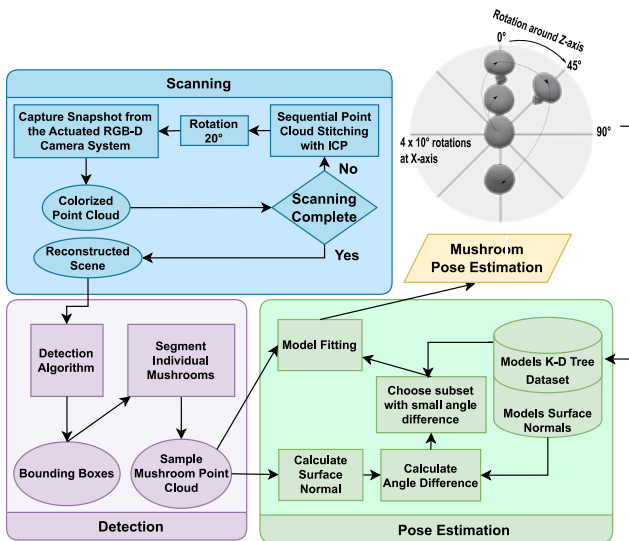 Rotation around Z-axis
0°
45°
90°
4 x 10° rotations
at X-axis
Scanning
Capture Snapshot from
the Actuated RGB-D
Camera System
Rotation
20°
Sequential Point
Cloud Stitching
with ICP
No
Colorized
Point Cloud
Scanning
Complete
Yes
Reconstructed
Scene
Mushroom
Pose Estimation
Detection
Algorithm
Segment
Individual
Mushrooms
Bounding Boxes
Sample
Mushroom Point
Cloud
Detection
Model Fitting
Models K-D Tree
Dataset
Models Surface
Normals
Choose subset
with small angle
difference
Calculate
Surface
Normal
Calculate
Angle Difference
Pose Estimation